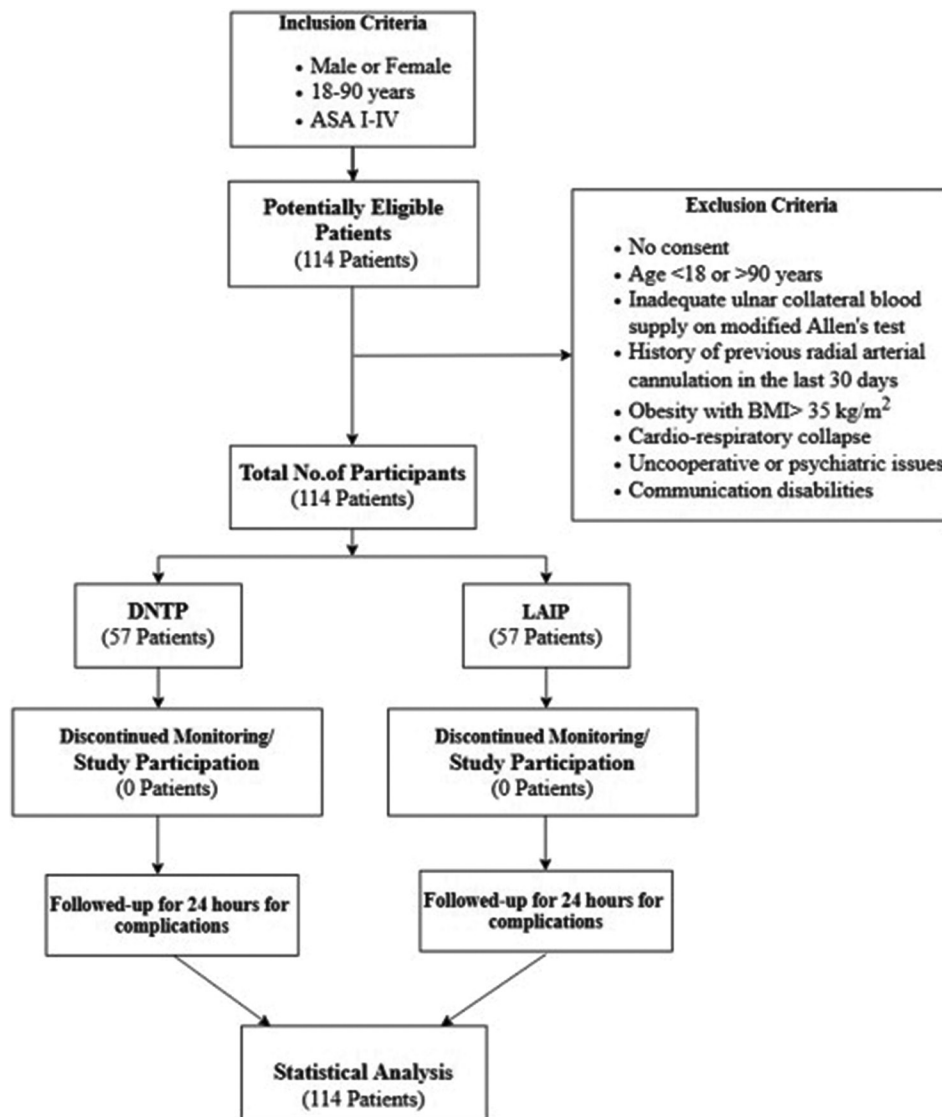 Inclusion Criteria
• Male or Female
• 18-90 years
• ASA I-IV
Potentially Eligible
Patients
(114 Patients)
Exclusion Criteria
• No consent
• Age <18 or >90 years
• Inadequate ulnar collateral blood
supply on modified Allen's test
• History of previous radial arterial
cannulation in the last 30 days
• Obesity with BMI> 35 kg/m²
• Cardio-respiratory collapse
• Uncooperative or psychiatric issues
• Communication disabilities
Total No.of Participants
(114 Patients)
DNTP
(57 Patients)
LAIP
(57 Patients)
Discontinued Monitoring/
Study Participation
(0 Patients)
Discontinued Monitoring/
Study Participation
(0 Patients)
Followed-up for 24 hours for
complications
Followed-up for 24 hours for
complications
Statistical Analysis
(114 Patients)